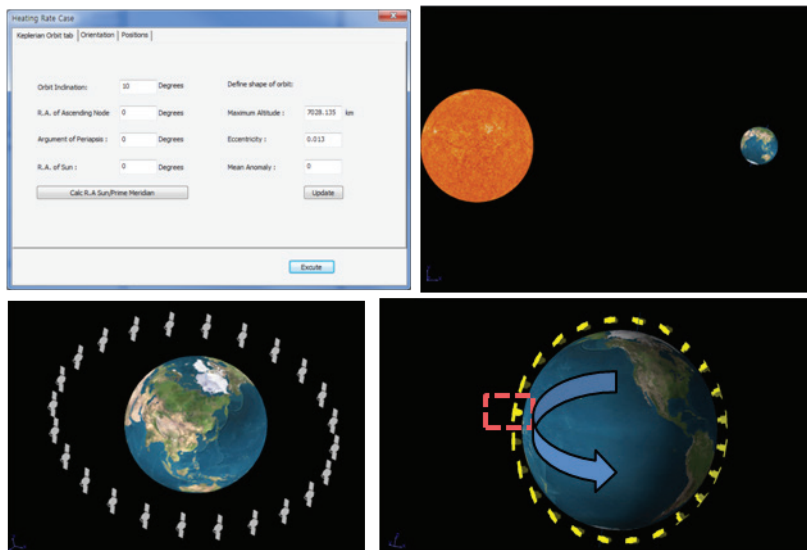 Heating Rate Case
Keplerian Orbit tab Orientation Positions
Orbit Indination: 10 Degrees Define shape of orbit:
R.A. of Ascending Node 0 Degrees Maximum Altitude : 7028.135 km
Argument of Periapsis : 0 Degrees Eccentricity : 0.013
R.A. of Sun : 0 Degrees Mean Anomaly : 0
Calc R.A Sun/Prime Meridian Update
Excute